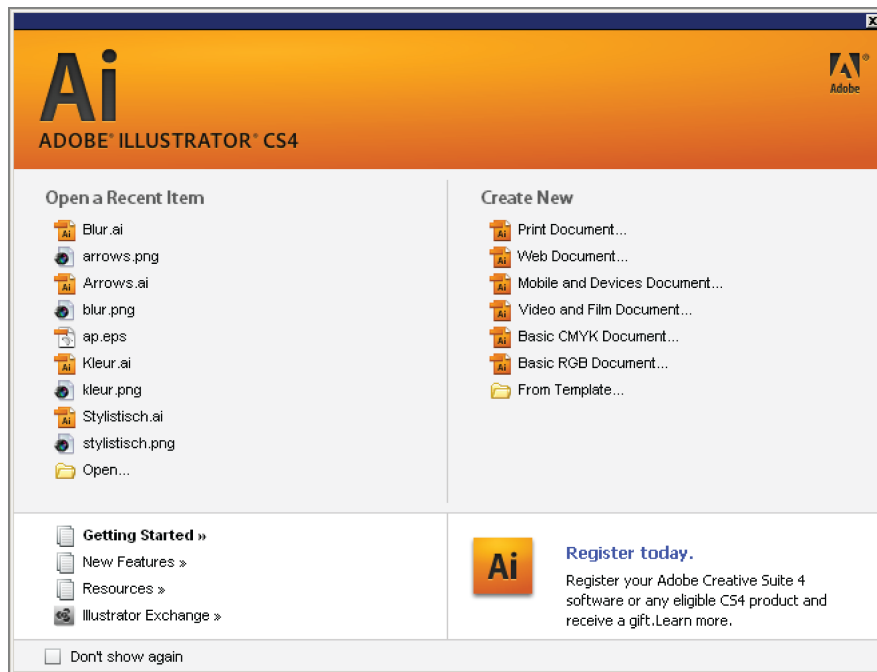 Ai
ADOBE® ILLUSTRATOR® CS4
Adobe®
Open a Recent Item
Blur.ai
arrows.png
Arrows.ai
blur.png
ap.eps
Kleur.ai
kleur.png
Stylistisch.ai
stylistisch.png
Open...
Create New
Print Document...
Web Document...
Mobile and Devices Document...
Video and Film Document...
Basic CMYK Document...
Basic RGB Document...
From Template...
Getting Started »
New Features »
Resources »
Illustrator Exchange »
Ai
Register today.
Register your Adobe Creative Suite 4
software or any eligible CS4 product and
receive a gift.Learn more.
Don't show again